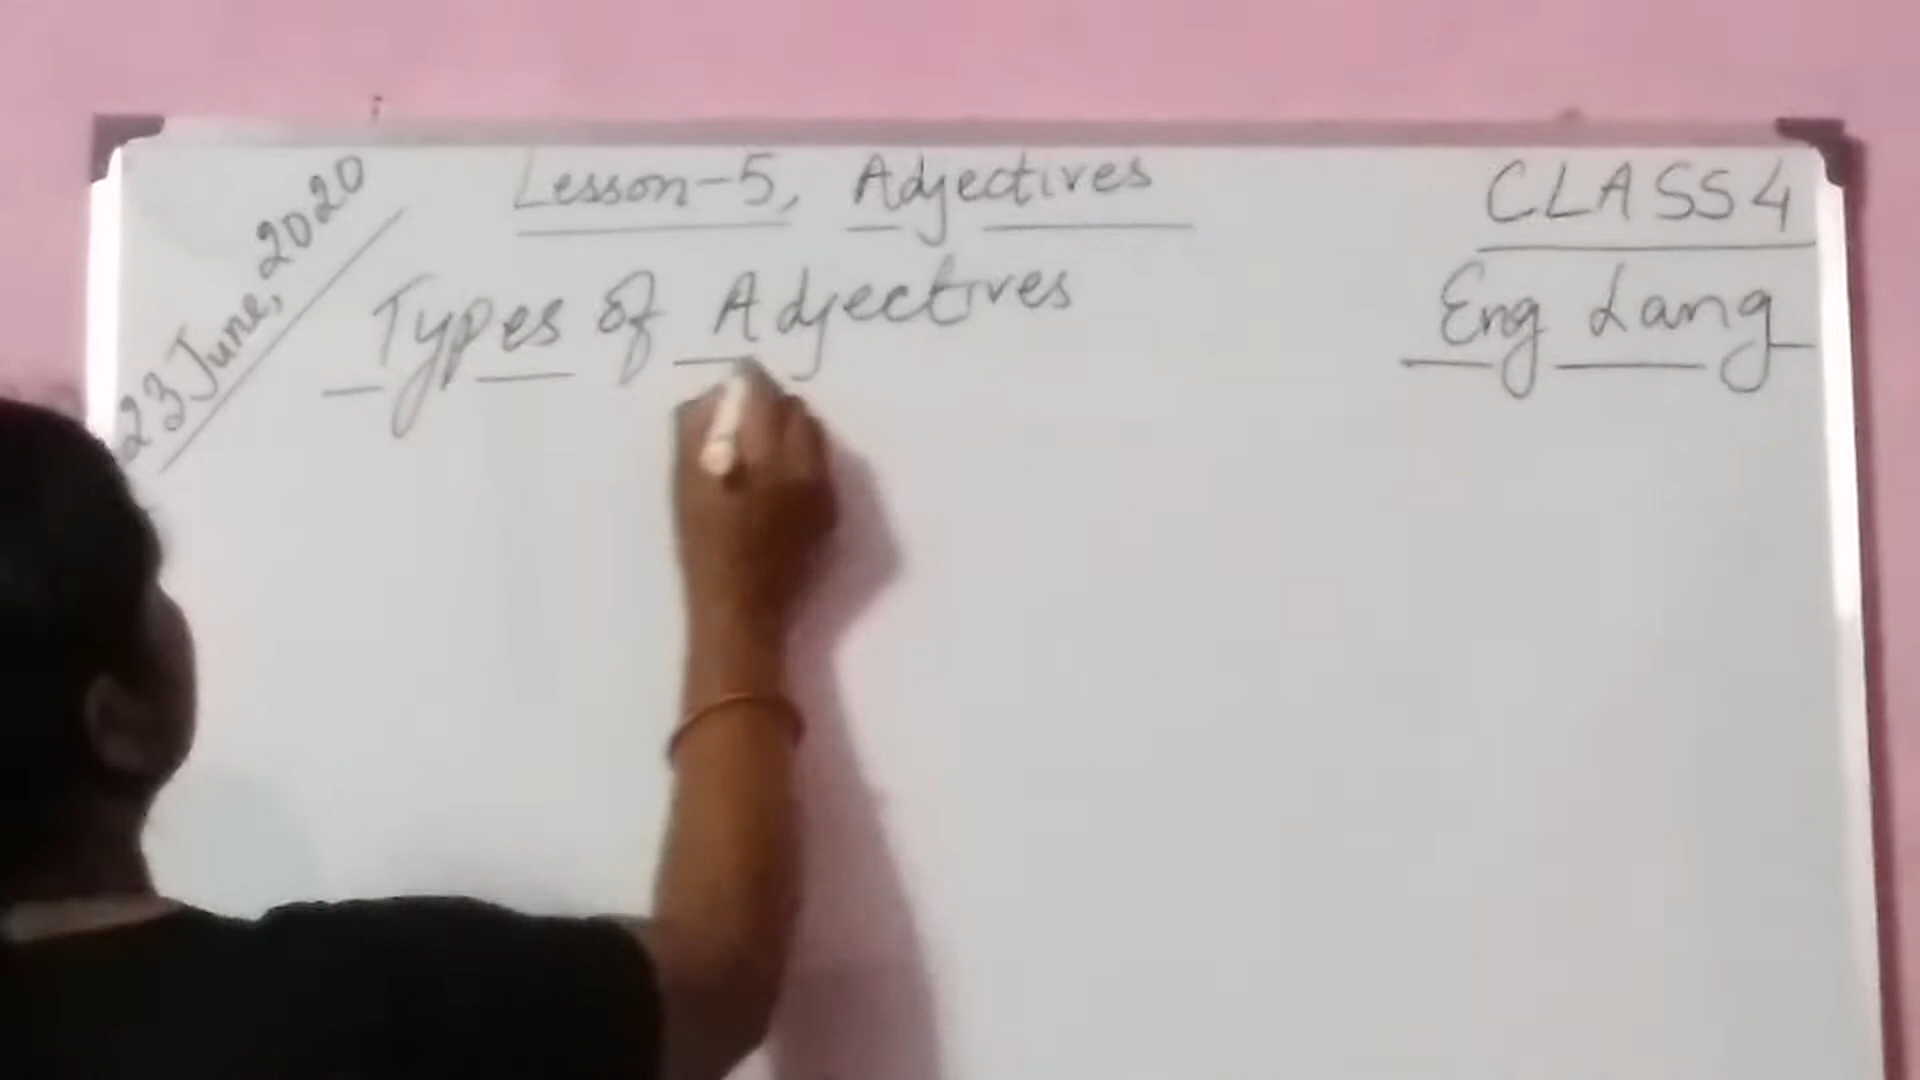 23 June, 2020
Lesson-5, Adjectives
CLASS 4
Types of Adjectives
Eng Lang